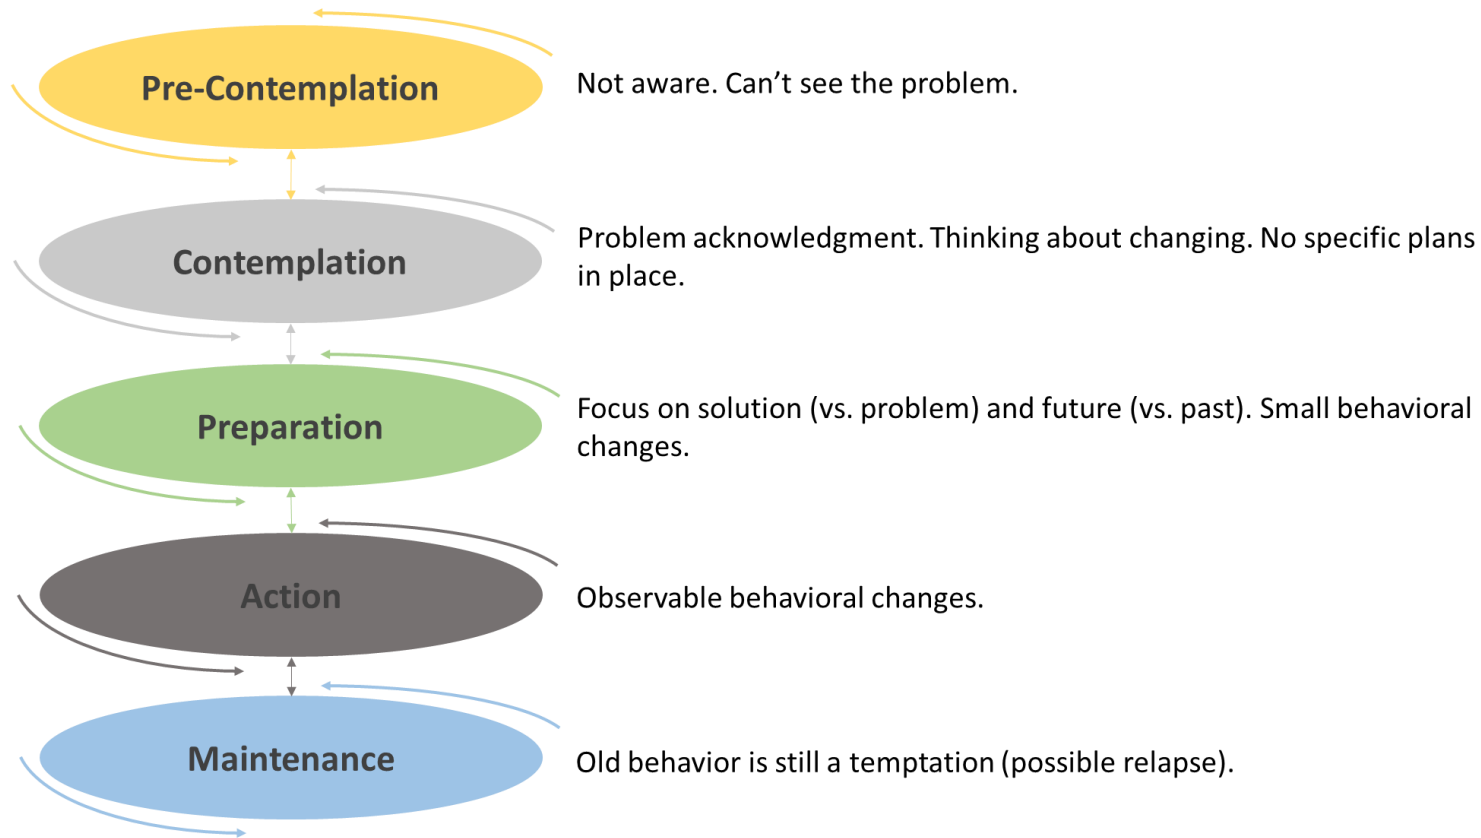 Pre-Contemplation
Not aware. Can’t see the problem.
Contemplation
Problem acknowledgment. Thinking about changing. No specific plans
in place.
Preparation
Focus on solution (vs. problem) and future (vs. past). Small behavioral
changes.
Action
Observable behavioral changes.
Maintenance
Old behavior is still a temptation (possible relapse).